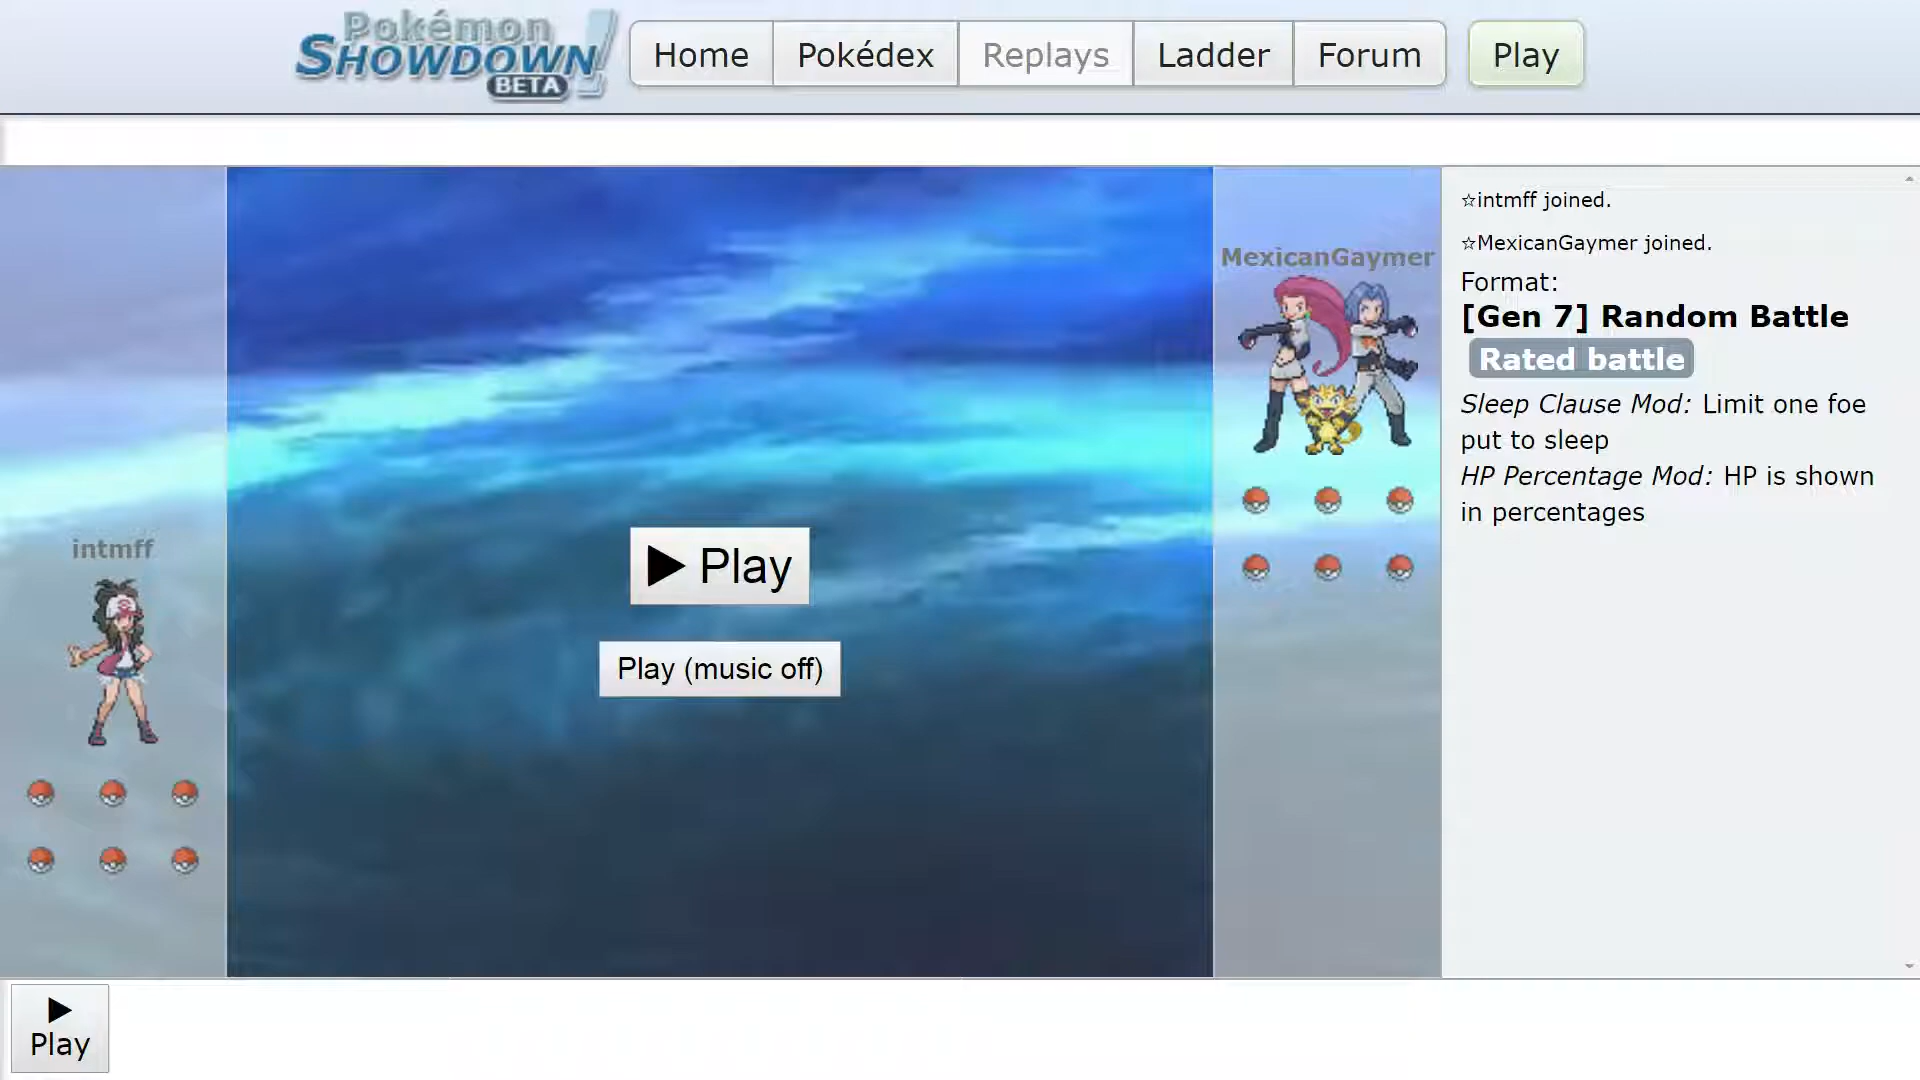 Pokémon
SHOWDOWN!
BETA
Home
Pokédex
Replays
Ladder
Forum
Play
☆intmff joined.
☆MexicanGaymer joined.
Format:
[Gen 7] Random Battle
Rated battle
Sleep Clause Mod: Limit one foe
put to sleep
HP Percentage Mod: HP is shown
in percentages
MexicanGaymer
intmff
▶ Play
Play (music off)
▶
Play